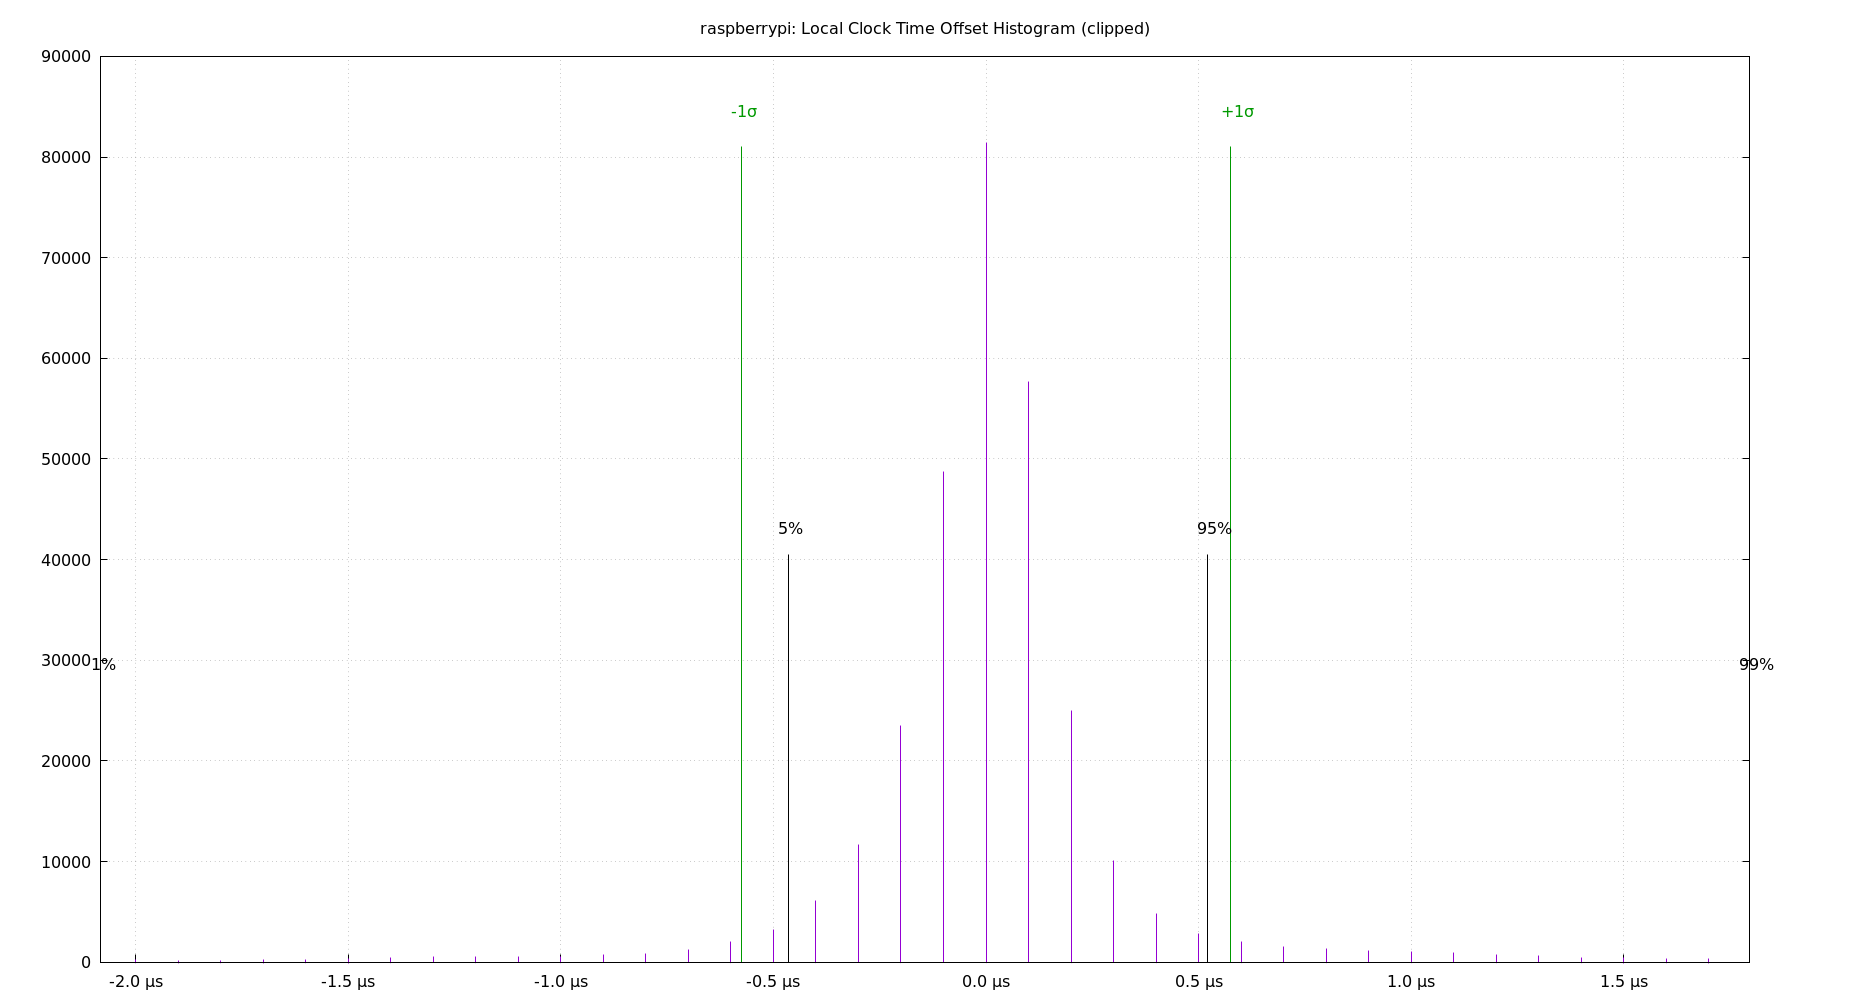 raspberrypi: Local Clock Time Offset Histogram (clipped)
90000
-1σ +1σ
80000
70000
60000
50000
5% 95%
40000
30000 1% 99%
20000
10000
0
-2.0 µs -1.5 µs -1.0 µs -0.5 µs 0.0 µs 0.5 µs 1.0 µs 1.5 µs